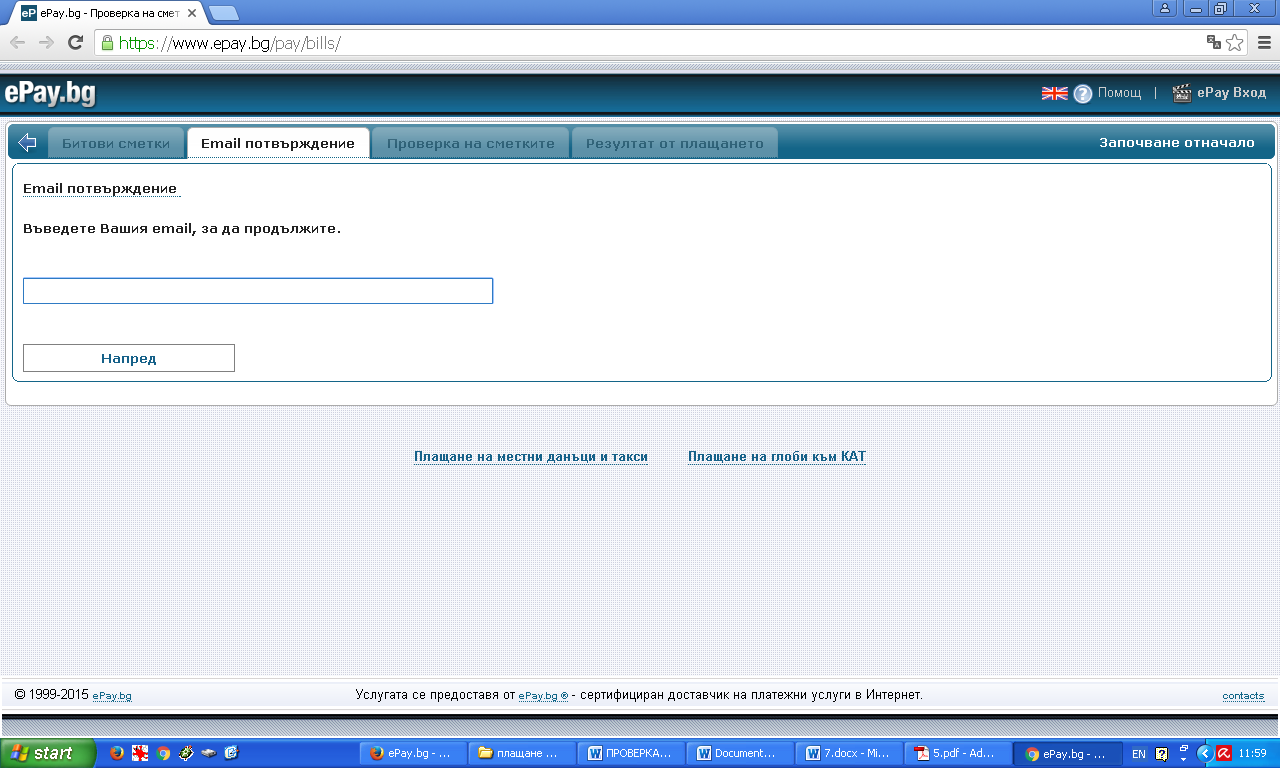 eP ePay.bg - Проверка на смет
https://www.epay.bg/pay/bills/
ePay.bg
? Помощ | ePay Вход
Битови сметки Email потвърждение Проверка на сметките Резултат от плащането Започване отначало
Email потвърждение
Въведете Вашия email, за да продължите.
Напред
Плащане на местни данъци и такси Плащане на глоби към КАТ
© 1999-2015 ePay.bg Услугата се предоставя от ePay.bg ® - сертифициран доставчик на платежни услуги в Интернет. contacts
start ePay.bg - ... плащане ... ПРОВЕРКА... Document... 7.docx - Mi... 5.pdf - Ad... ePay.bg - ... EN 11:59